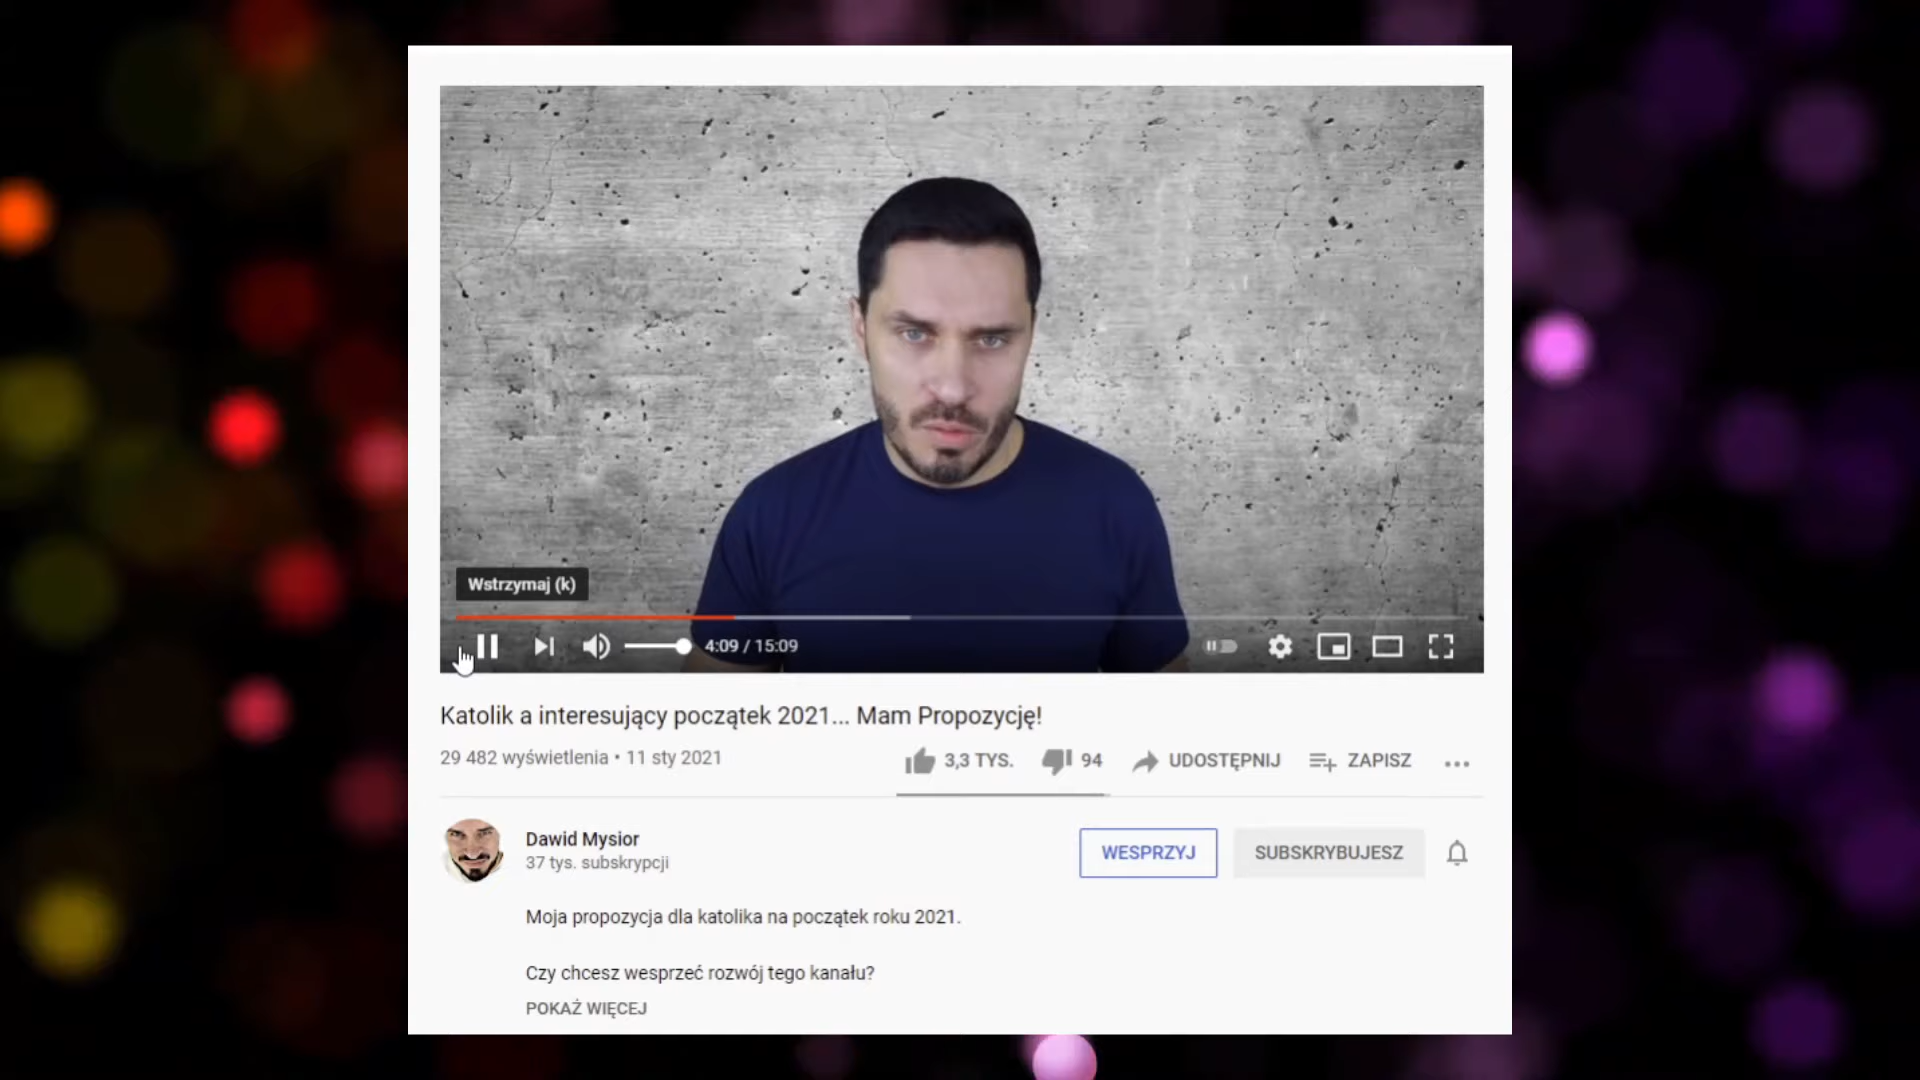 Wstrzymaj (k)
4:09 / 15:09
Katolik a interesujący początek 2021... Mam Propozycję!
29 482 wyświetlenia • 11 sty 2021
3,3 TYS.
94
UDOSTĘPNIJ
ZAPISZ
Dawid Mysior
37 tys. subskrypcji
WESPRZYJ
SUBSKRYBUJESZ
Moja propozycja dla katolika na początek roku 2021.
Czy chcesz wesprzeć rozwój tego kanału?
POKAŻ WIĘCEJ